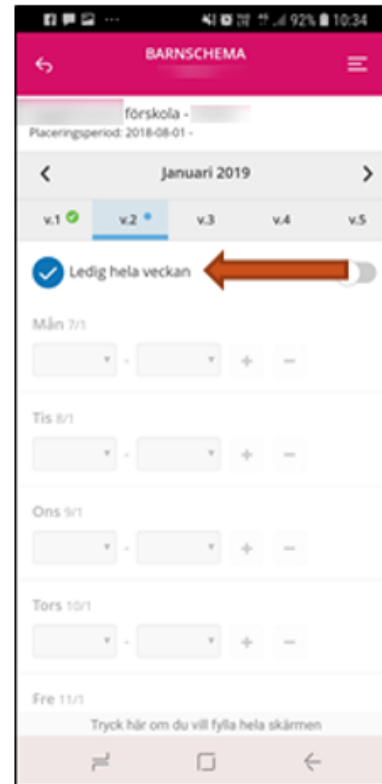 92% 10:34
BARNSCHEMA
förskola -
Placeringsperiod: 2018-08-01 -
Januari 2019
v.1 v.2 v.3 v.4 v.5
Ledig hela veckan
Mån 7/1
- + −
Tis 8/1
- + −
Ons 9/1
- + −
Tors 10/1
- + −
Fre 11/1
Tryck här om du vill fylla hela skärmen